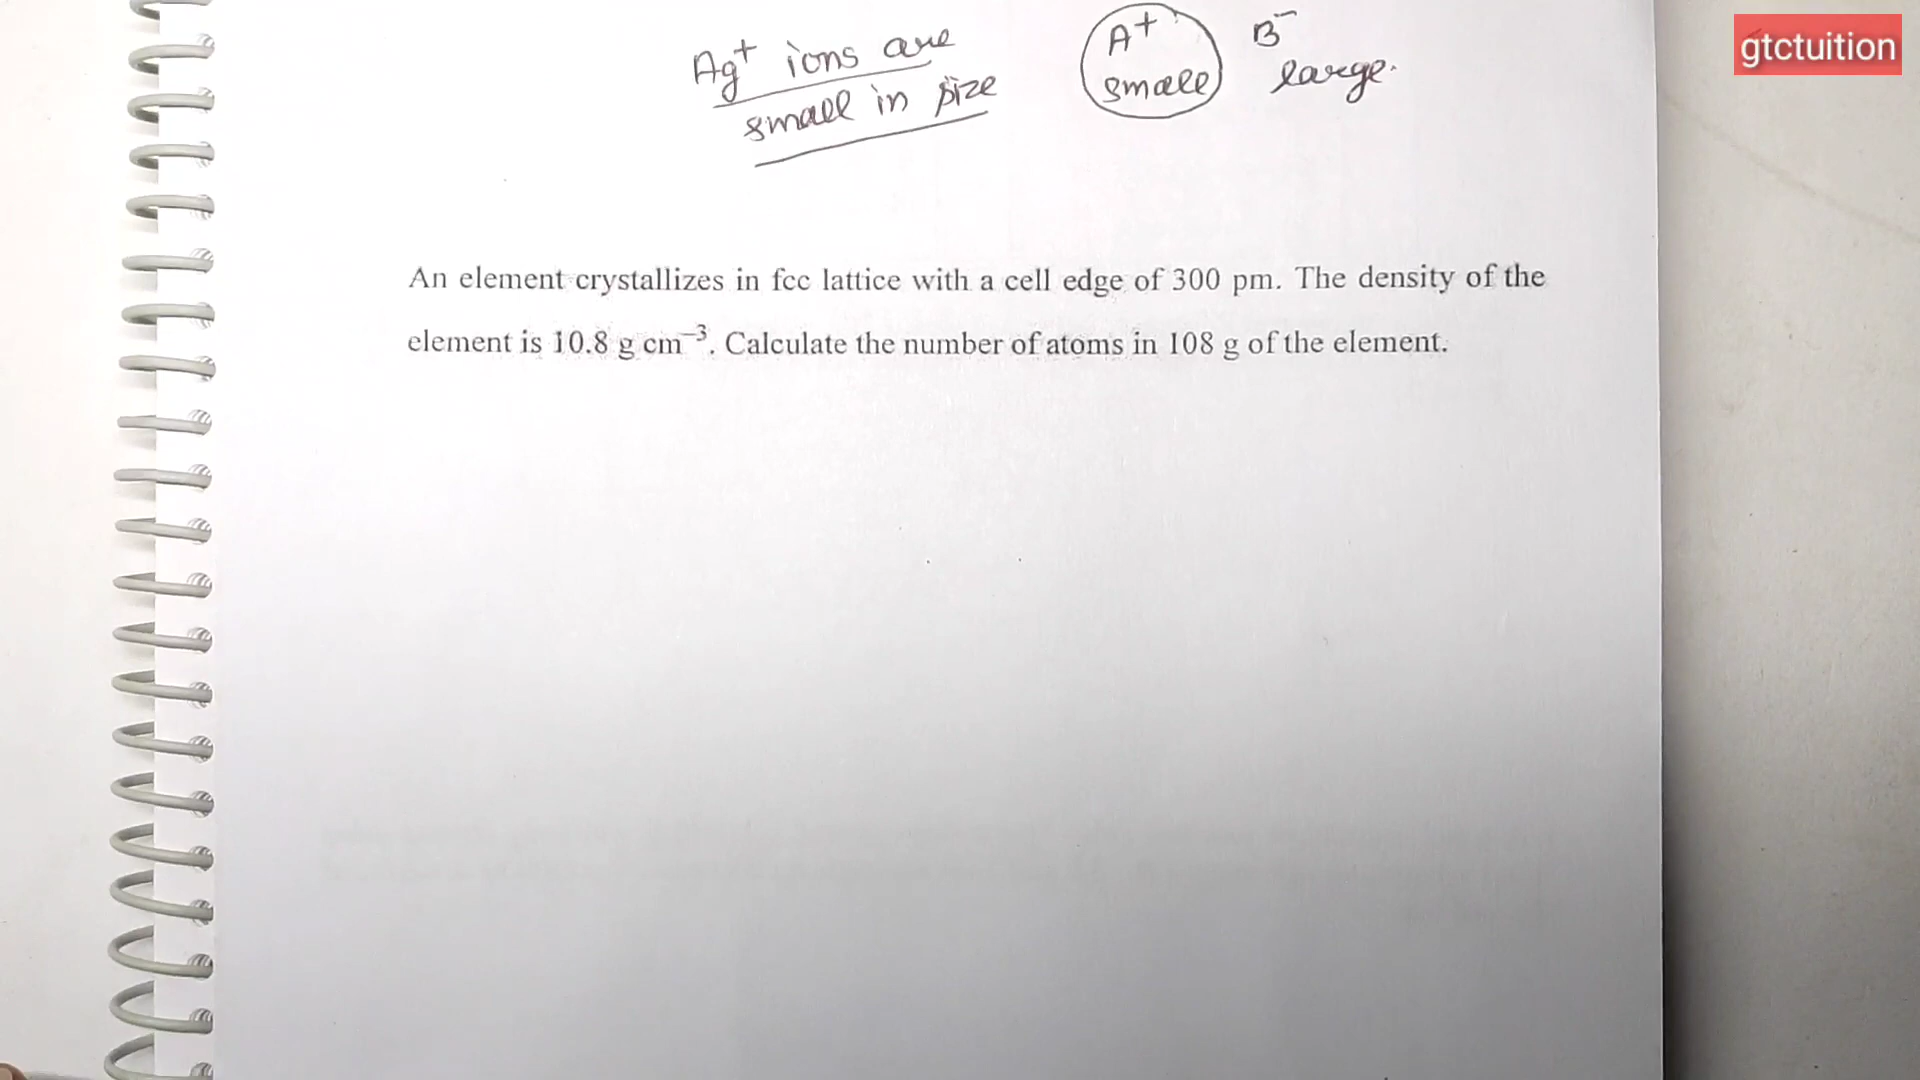 gtctuition
Ag⁺ ions are
small in size
A⁺
small
B⁻
large.
An element crystallizes in fcc lattice with a cell edge of 300 pm. The density of the
element is 10.8 g cm⁻³. Calculate the number of atoms in 108 g of the element.